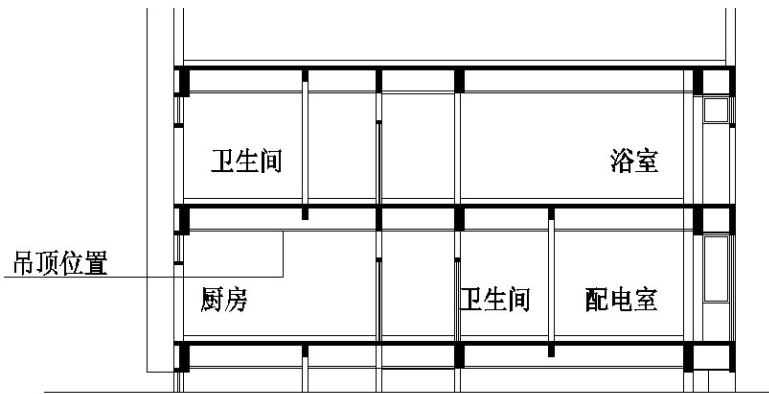 卫生间
浴室
吊顶位置
厨房
卫生间
配电室